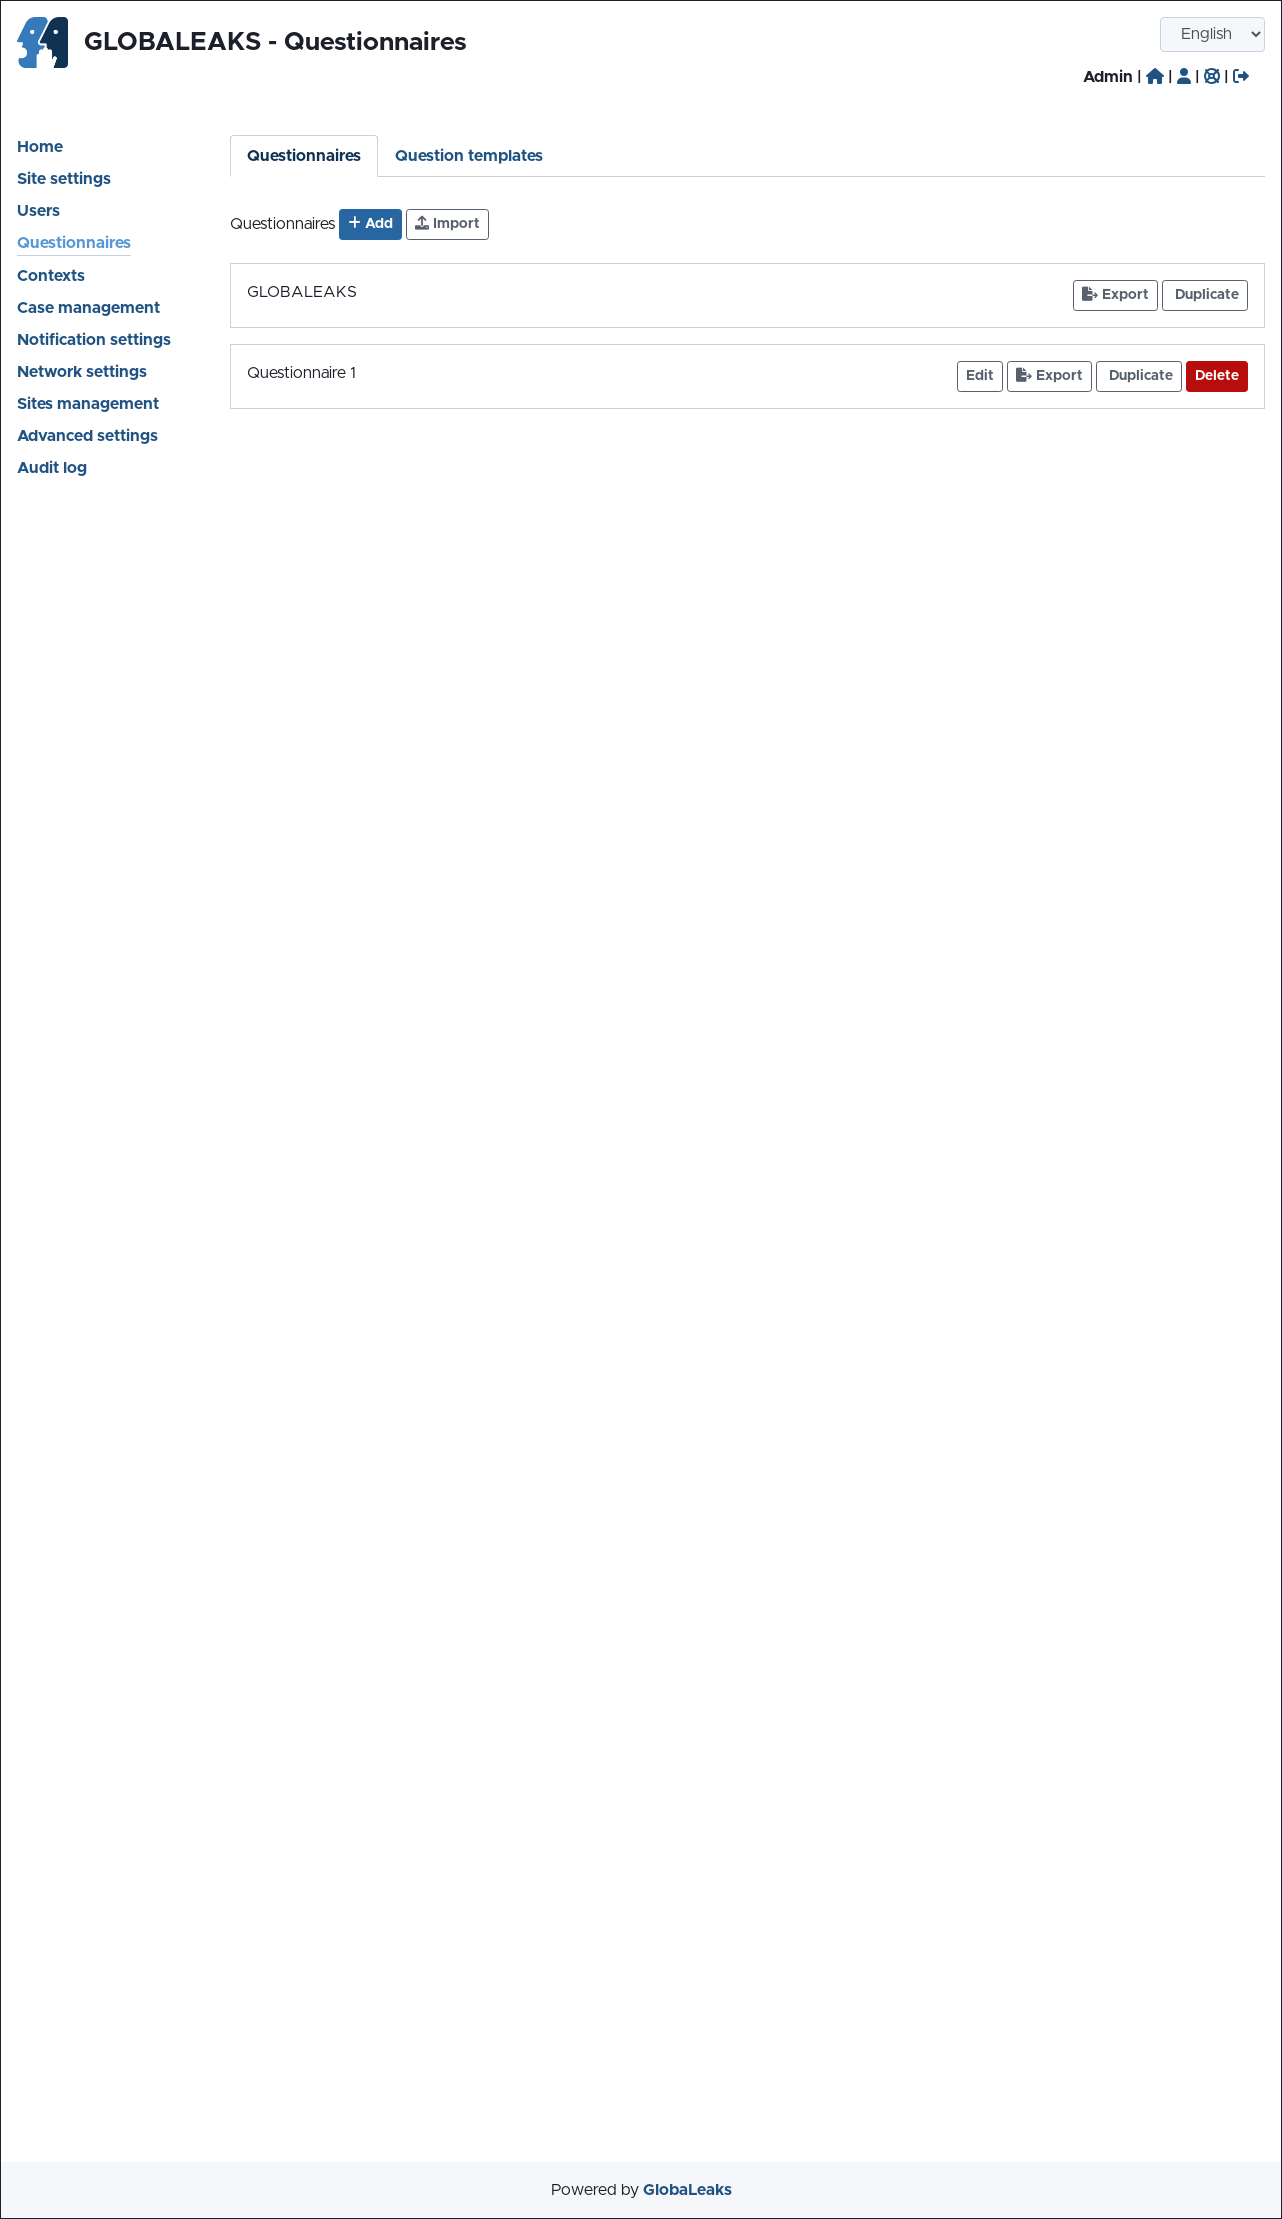 GLOBALEAKS - Questionnaires
English
Admin | | | |
Home
Site settings
Users
Questionnaires
Contexts
Case management
Notification settings
Network settings
Sites management
Advanced settings
Audit log
Questionnaires Question templates
Questionnaires Add Import
GLOBALEAKS Export Duplicate
Questionnaire 1 Edit Export Duplicate Delete
Powered by GlobaLeaks